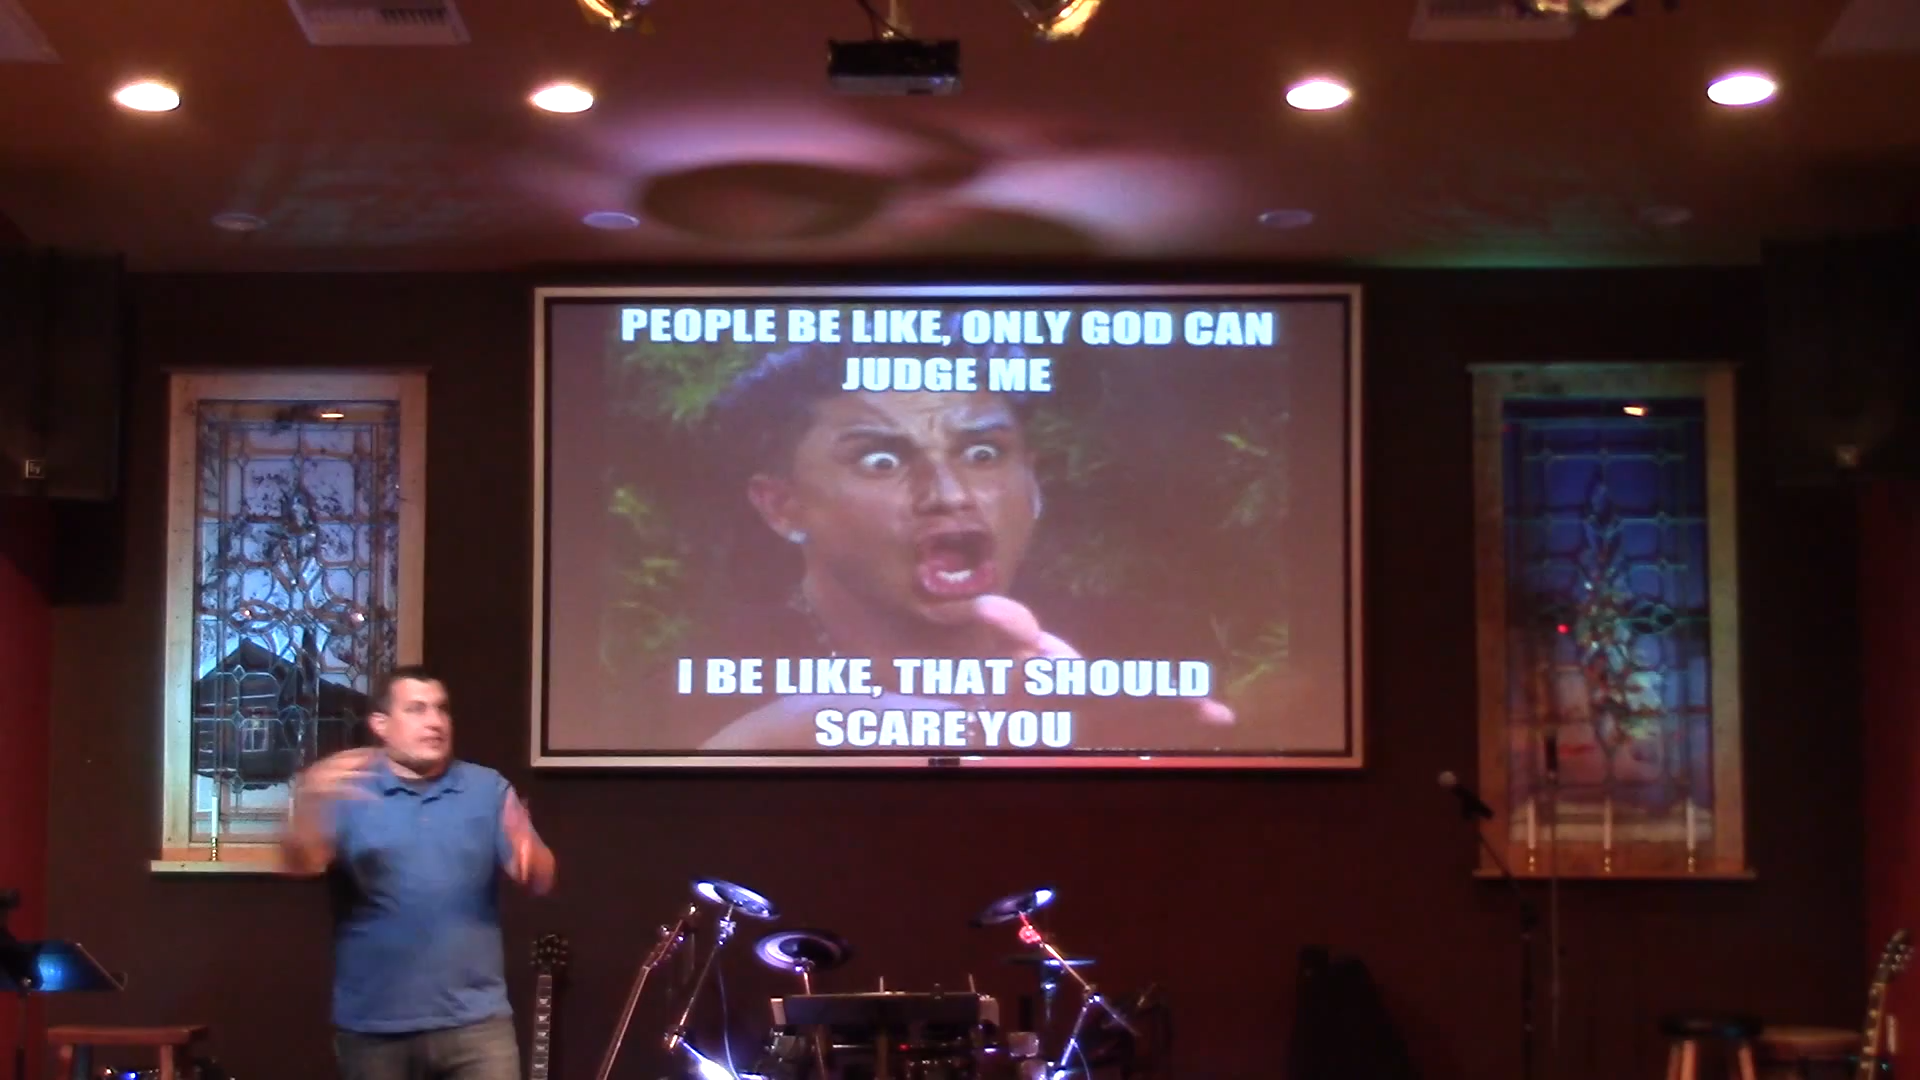 PEOPLE BE LIKE, ONLY GOD CAN
JUDGE ME
I BE LIKE, THAT SHOULD
SCARE YOU